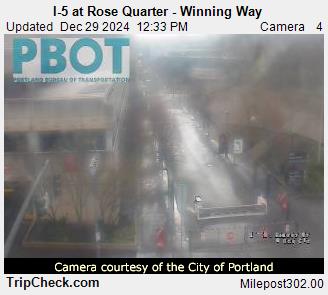 I-5 at Rose Quarter - Winning Way
Updated Dec 29 2024 12:33 PM Camera 4
PBOT
PORTLAND BUREAU OF TRANSPORTATION
Camera courtesy of the City of Portland
TripCheck.com Milepost302.00